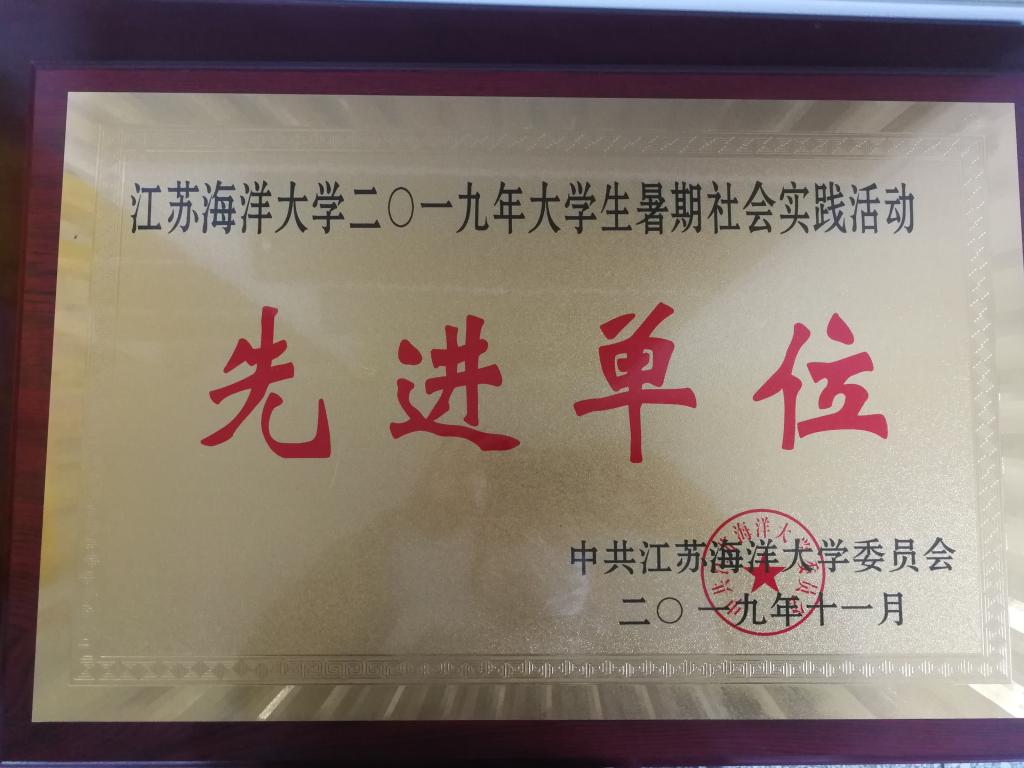 江苏海洋大学二〇一九年大学生暑期社会实践活动
先进单位
中共江苏海洋大学委员会
二〇一九年十一月